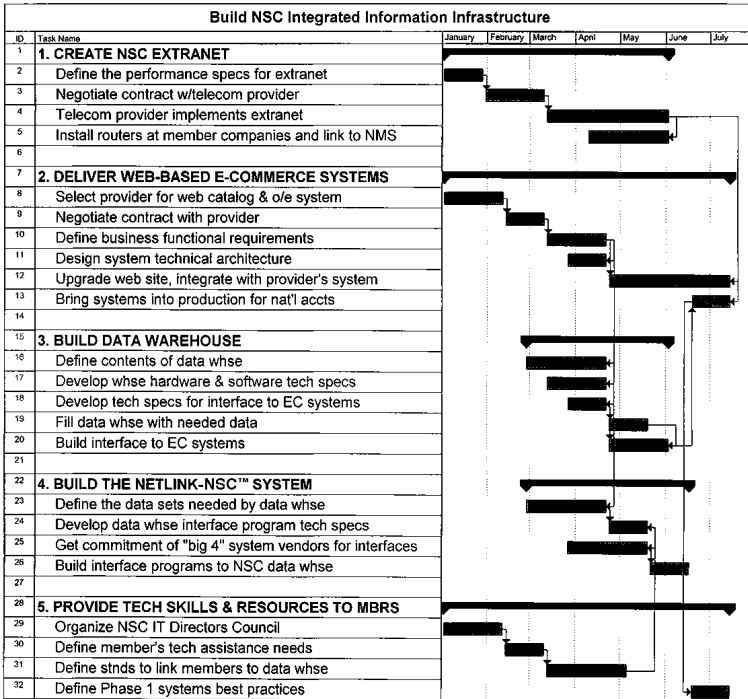 Build NSC Integrated Information Infrastructure
ID Task Name January February March April May June July
1 1. CREATE NSC EXTRANET
2 Define the performance specs for extranet
3 Negotiate contract w/telecom provider
4 Telecom provider implements extranet
5 Install routers at member companies and link to NMS
6
7 2. DELIVER WEB-BASED E-COMMERCE SYSTEMS
8 Select provider for web catalog & o/e system
9 Negotiate contract with provider
10 Define business functional requirements
11 Design system technical architecture
12 Upgrade web site, integrate with provider's system
13 Bring systems into production for nat'l accts
14
15 3. BUILD DATA WAREHOUSE
16 Define contents of data whse
17 Develop whse hardware & software tech specs
18 Develop tech specs for interface to EC systems
19 Fill data whse with needed data
20 Build interface to EC systems
21
22 4. BUILD THE NETLINK-NSC™ SYSTEM
23 Define the data sets needed by data whse
24 Develop data whse interface program tech specs
25 Get commitment of "big 4" system vendors for interfaces
26 Build interface programs to NSC data whse
27
28 5. PROVIDE TECH SKILLS & RESOURCES TO MBRS
29 Organize NSC IT Directors Council
30 Define member's tech assistance needs
31 Define stnds to link members to data whse
32 Define Phase 1 systems best practices